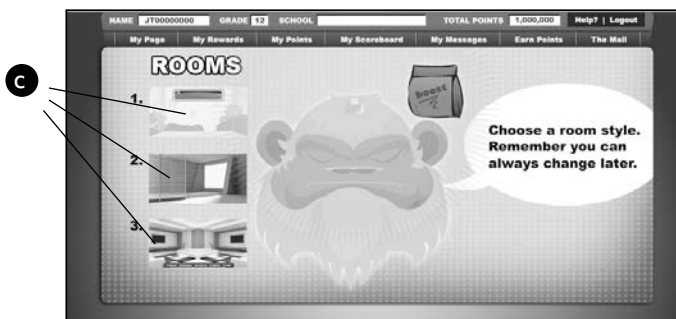 NAME JT00000000 GRADE 12 SCHOOL TOTAL POINTS 1,000,000 Help? | Logout
My Page My Rewards My Points My Scoreboard My Messages Earn Points The Mall
ROOMS
boost
C
1.
2.
3.
Choose a room style.
Remember you can
always change later.